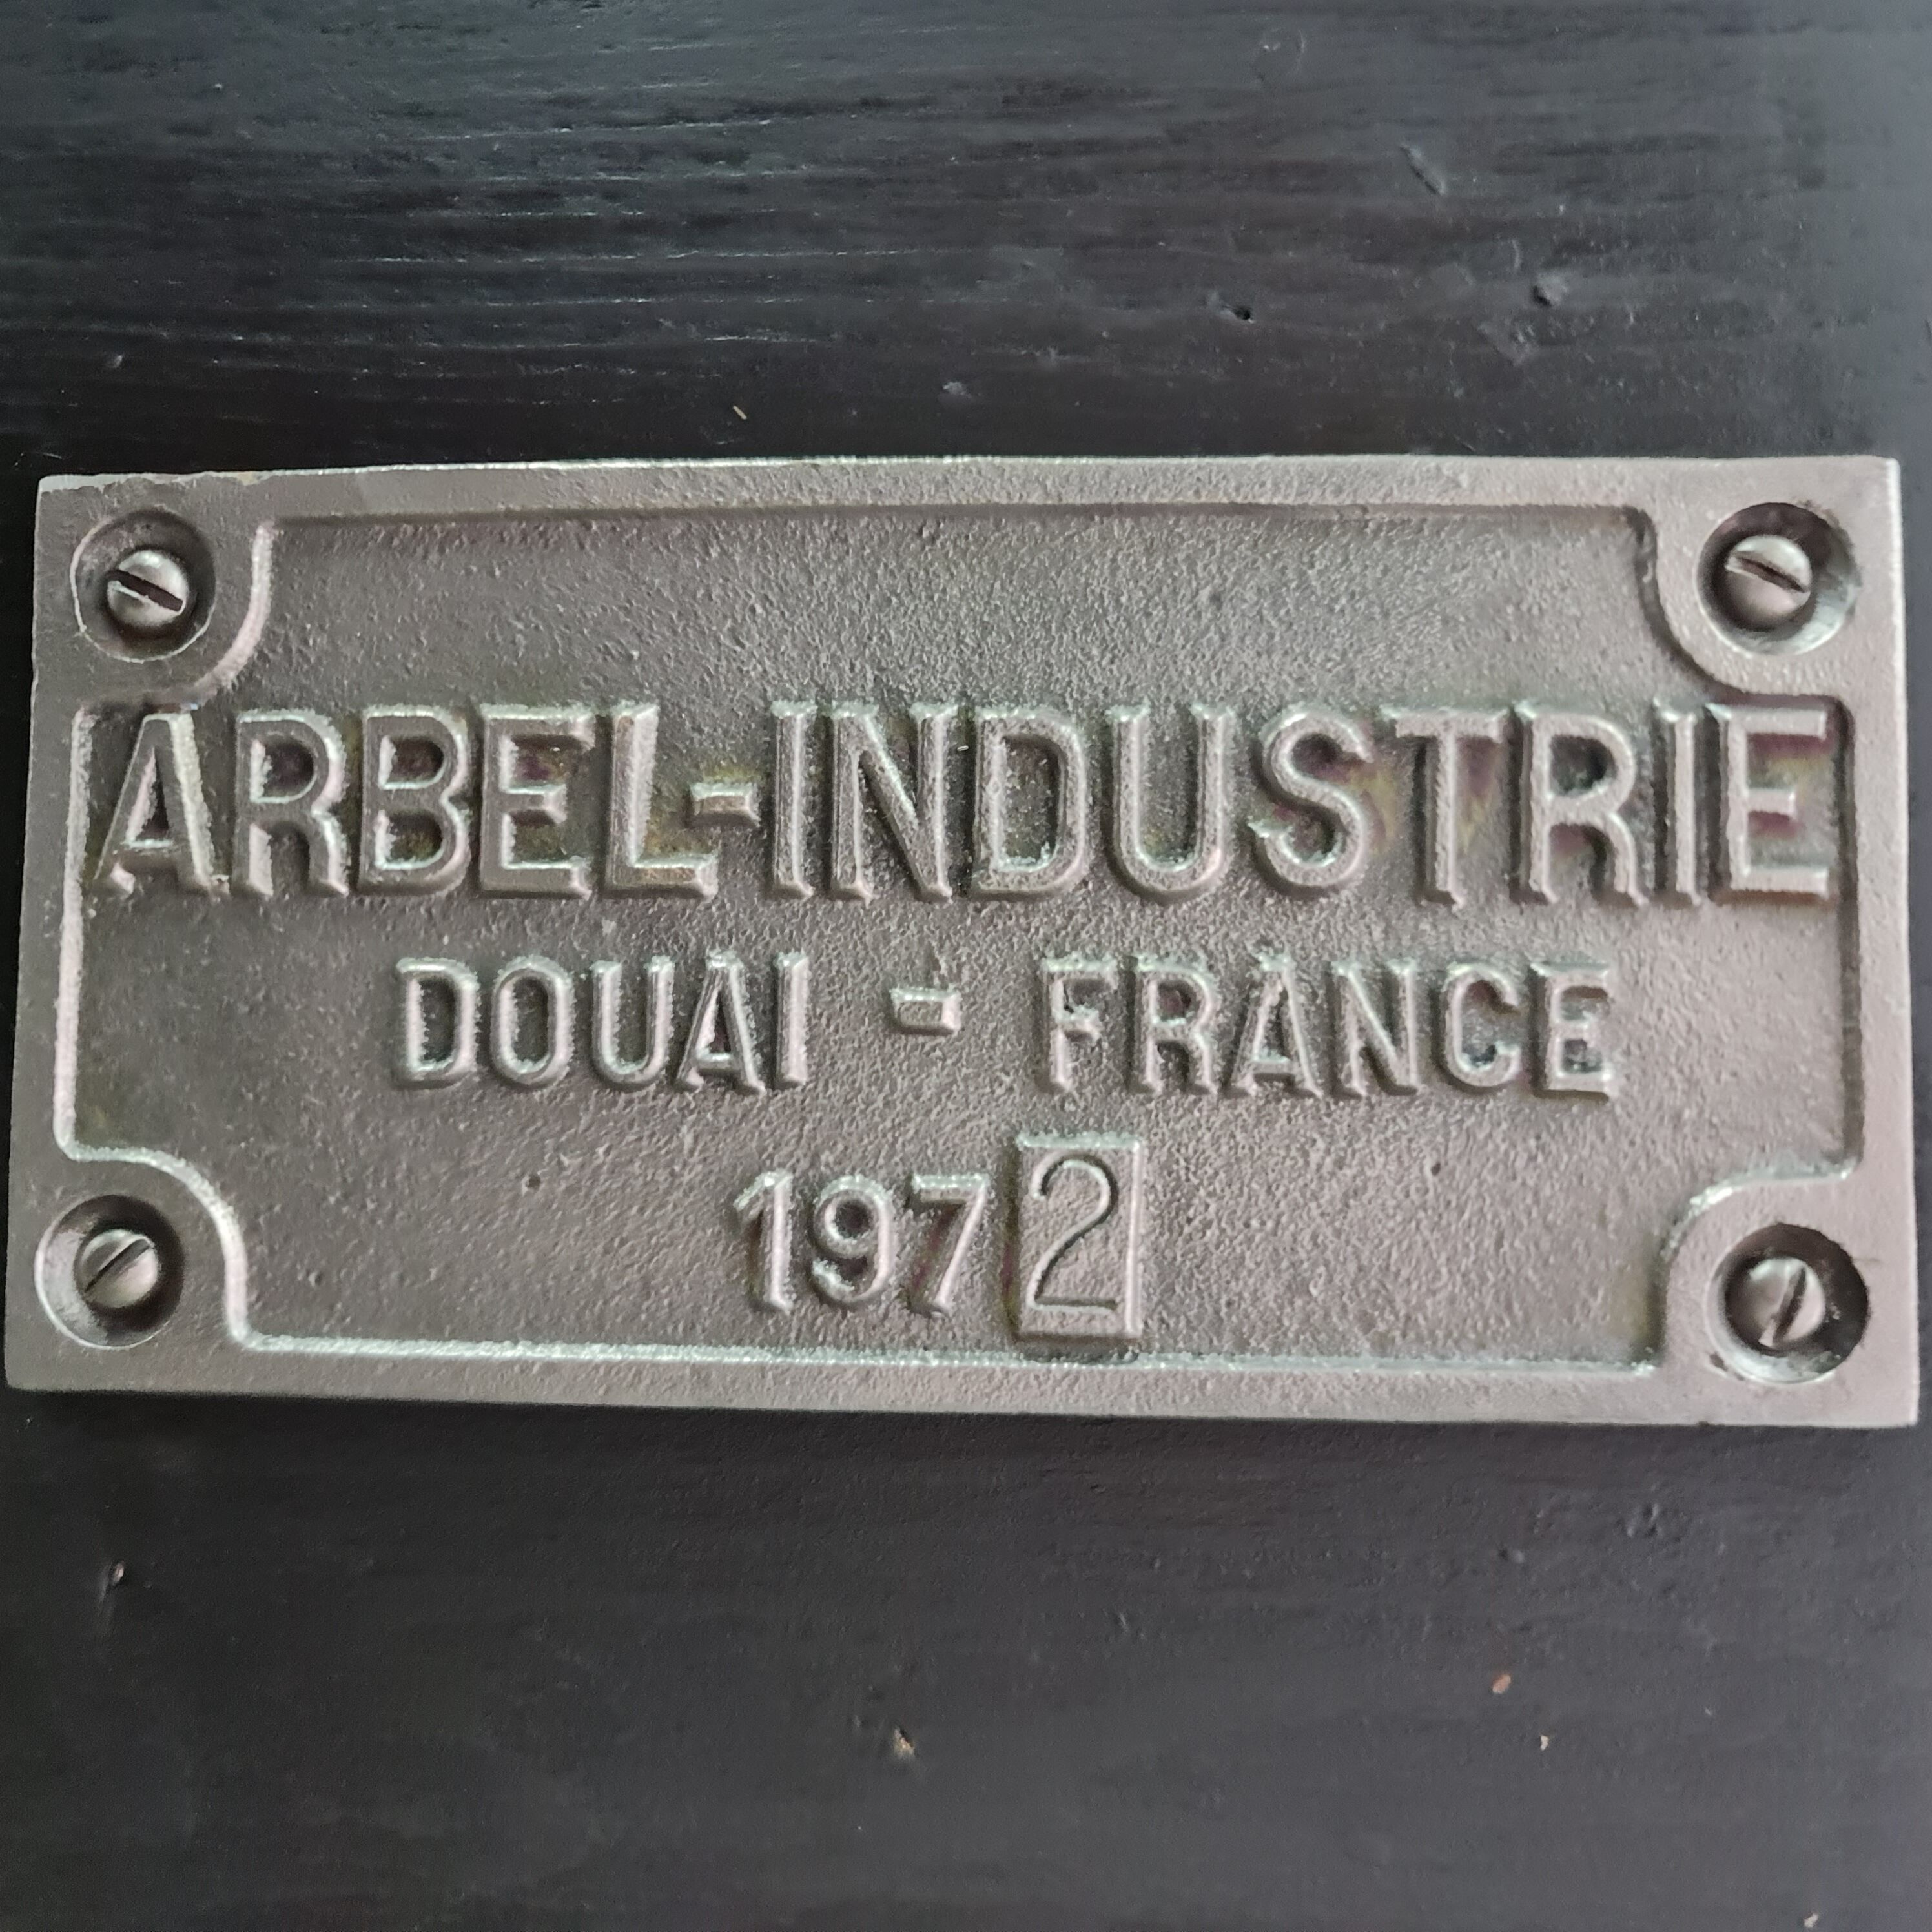 ARBEL-INDUSTRIE
DOUAI - FRANCE
1972